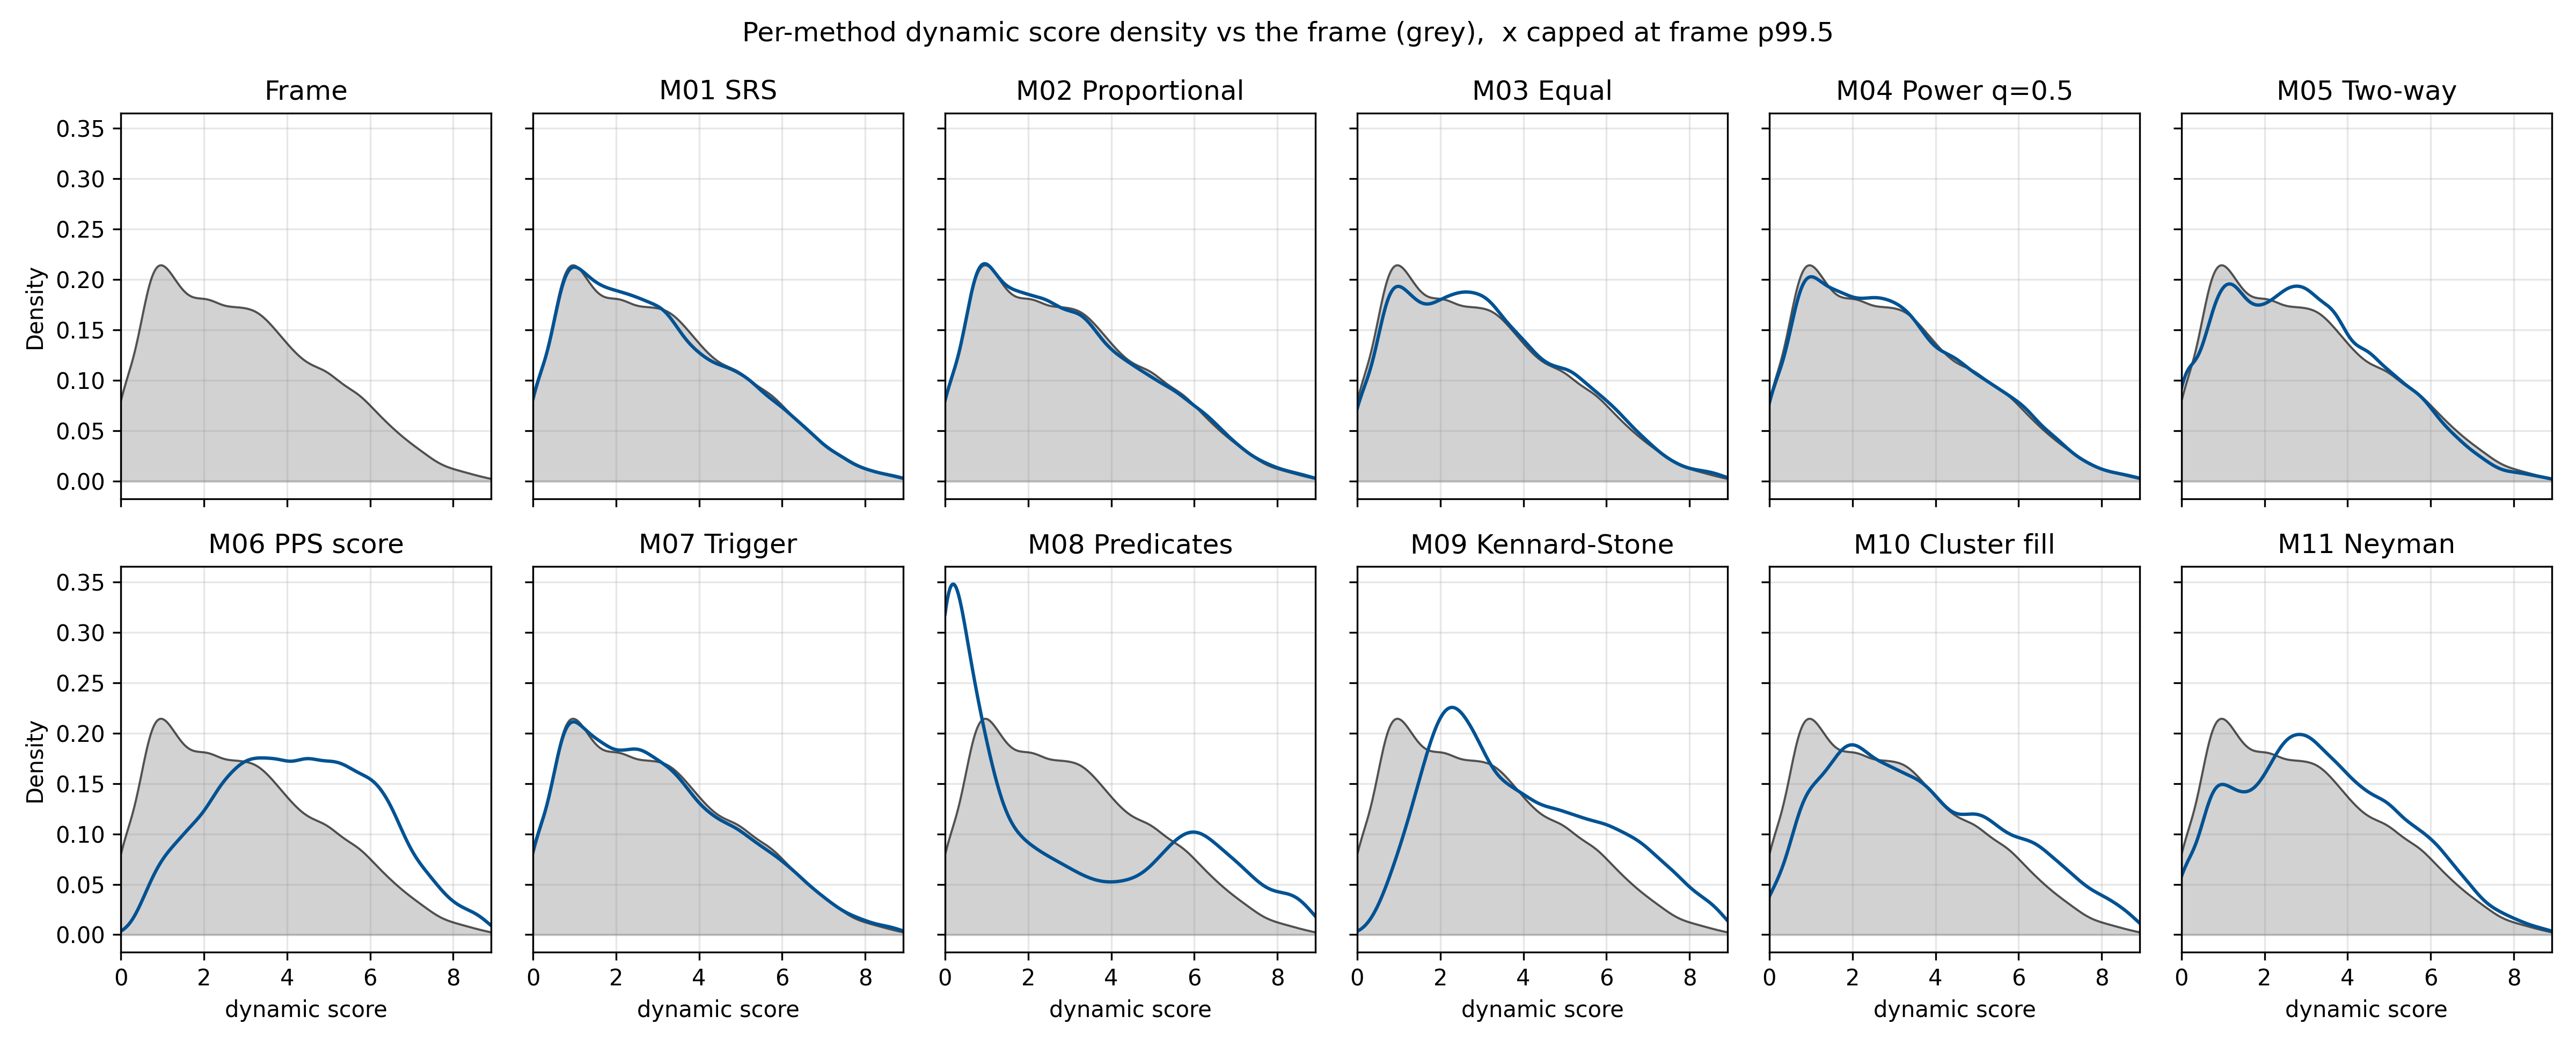 Per-method dynamic score density vs the frame (grey),  x capped at frame p99.5
Frame
M01 SRS
M02 Proportional
M03 Equal
M04 Power q=0.5
M05 Two-way
0.35
0.30
0.25
0.20
0.15
0.10
0.05
0.00
Density
M06 PPS score
M07 Trigger
M08 Predicates
M09 Kennard-Stone
M10 Cluster fill
M11 Neyman
0.35
0.30
0.25
0.20
0.15
0.10
0.05
0.00
Density
0 2 4 6 8
0 2 4 6 8
0 2 4 6 8
0 2 4 6 8
0 2 4 6 8
0 2 4 6 8
dynamic score
dynamic score
dynamic score
dynamic score
dynamic score
dynamic score